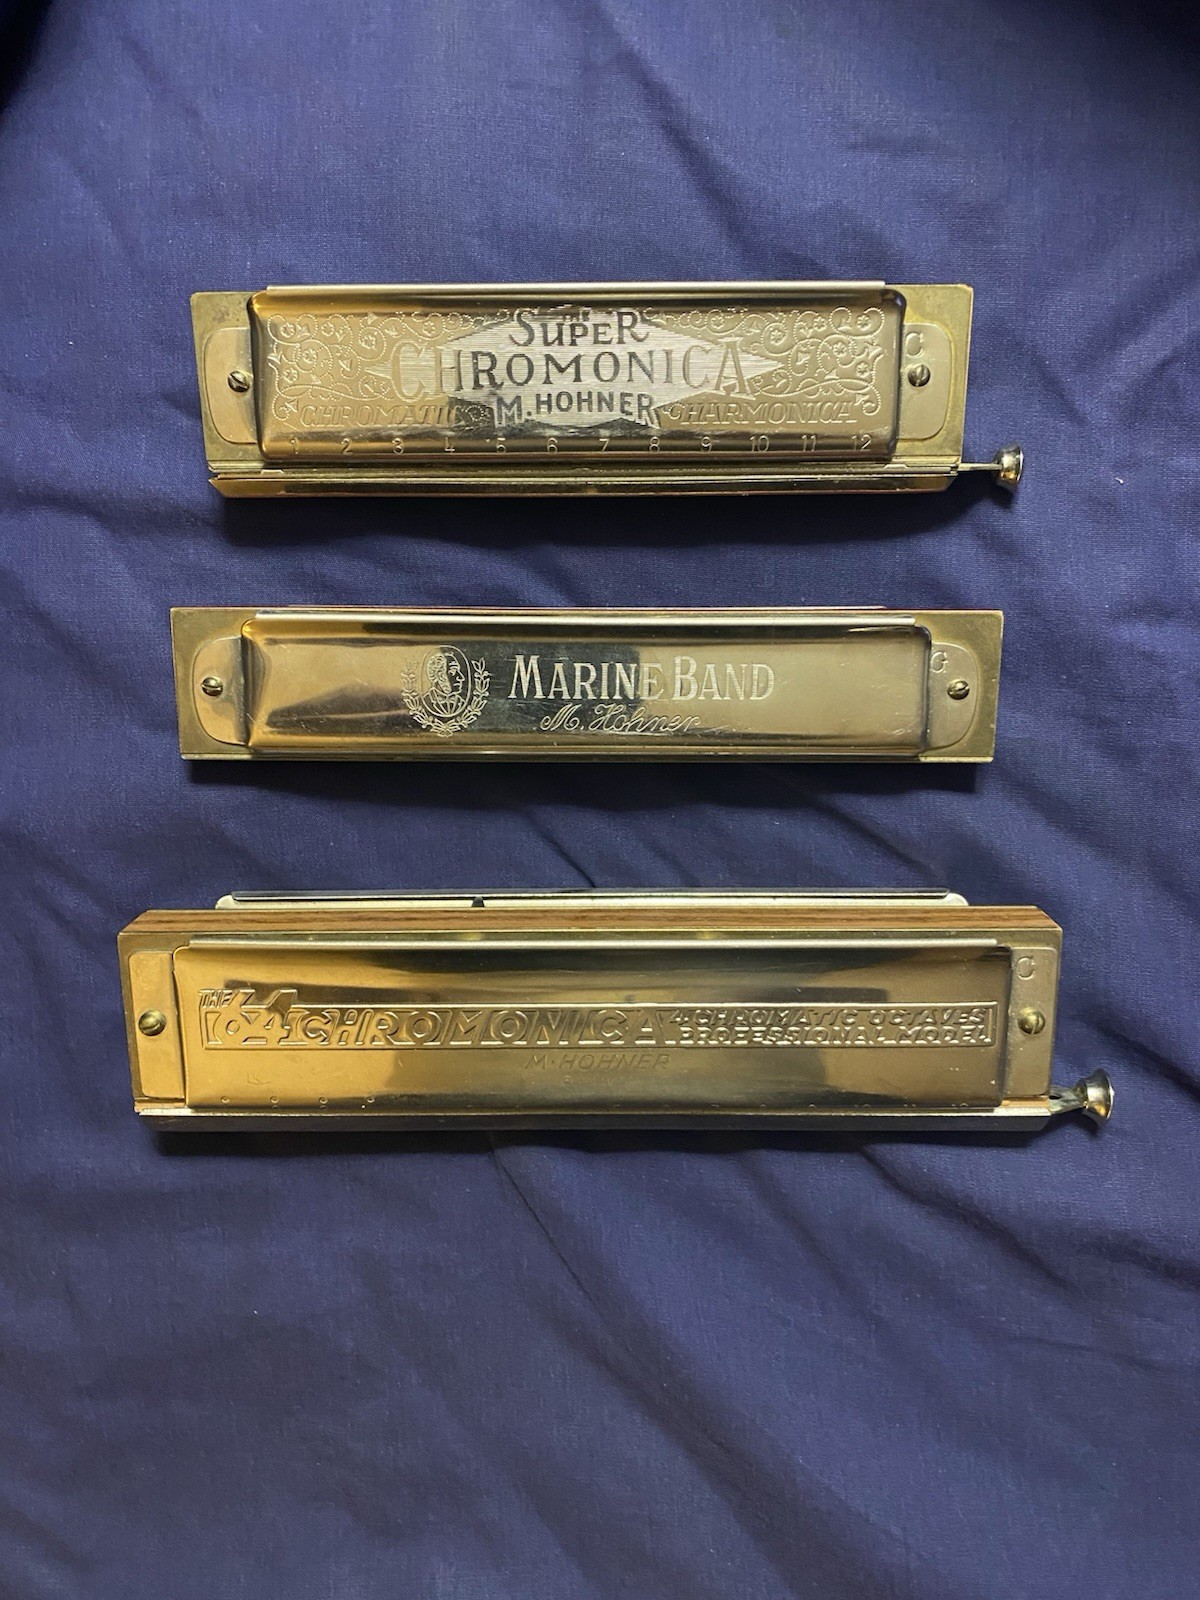 THE
SUPER
C
CHROMONICA
CHROMATIC M. HOHNER HARMONICA
1 2 3 4 5 6 7 8 9 10 11 12
MARINE BAND
G
M. Hohner
C
THE
64 CHROMONICA 4 CHROMATIC OCTAVES
PROFESSIONAL MODEL
M. HOHNER